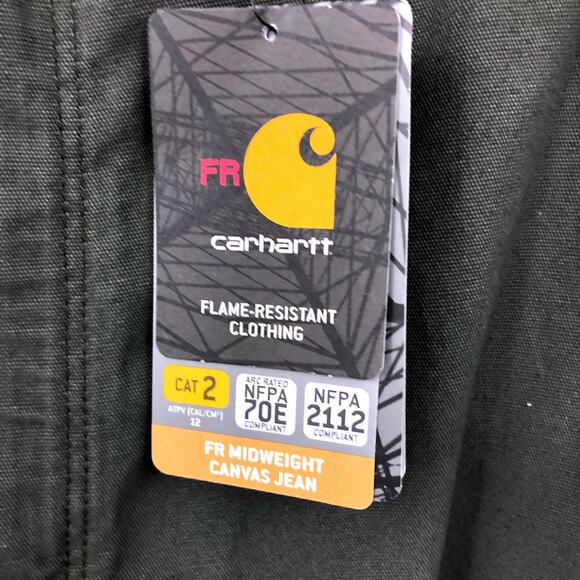 FR
carhartt
FLAME-RESISTANT
CLOTHING
CAT 2
ATPV (CAL/CM²)
12
ARC RATED
NFPA
70E
COMPLIANT
NFPA
2112
COMPLIANT
FR MIDWEIGHT
CANVAS JEAN